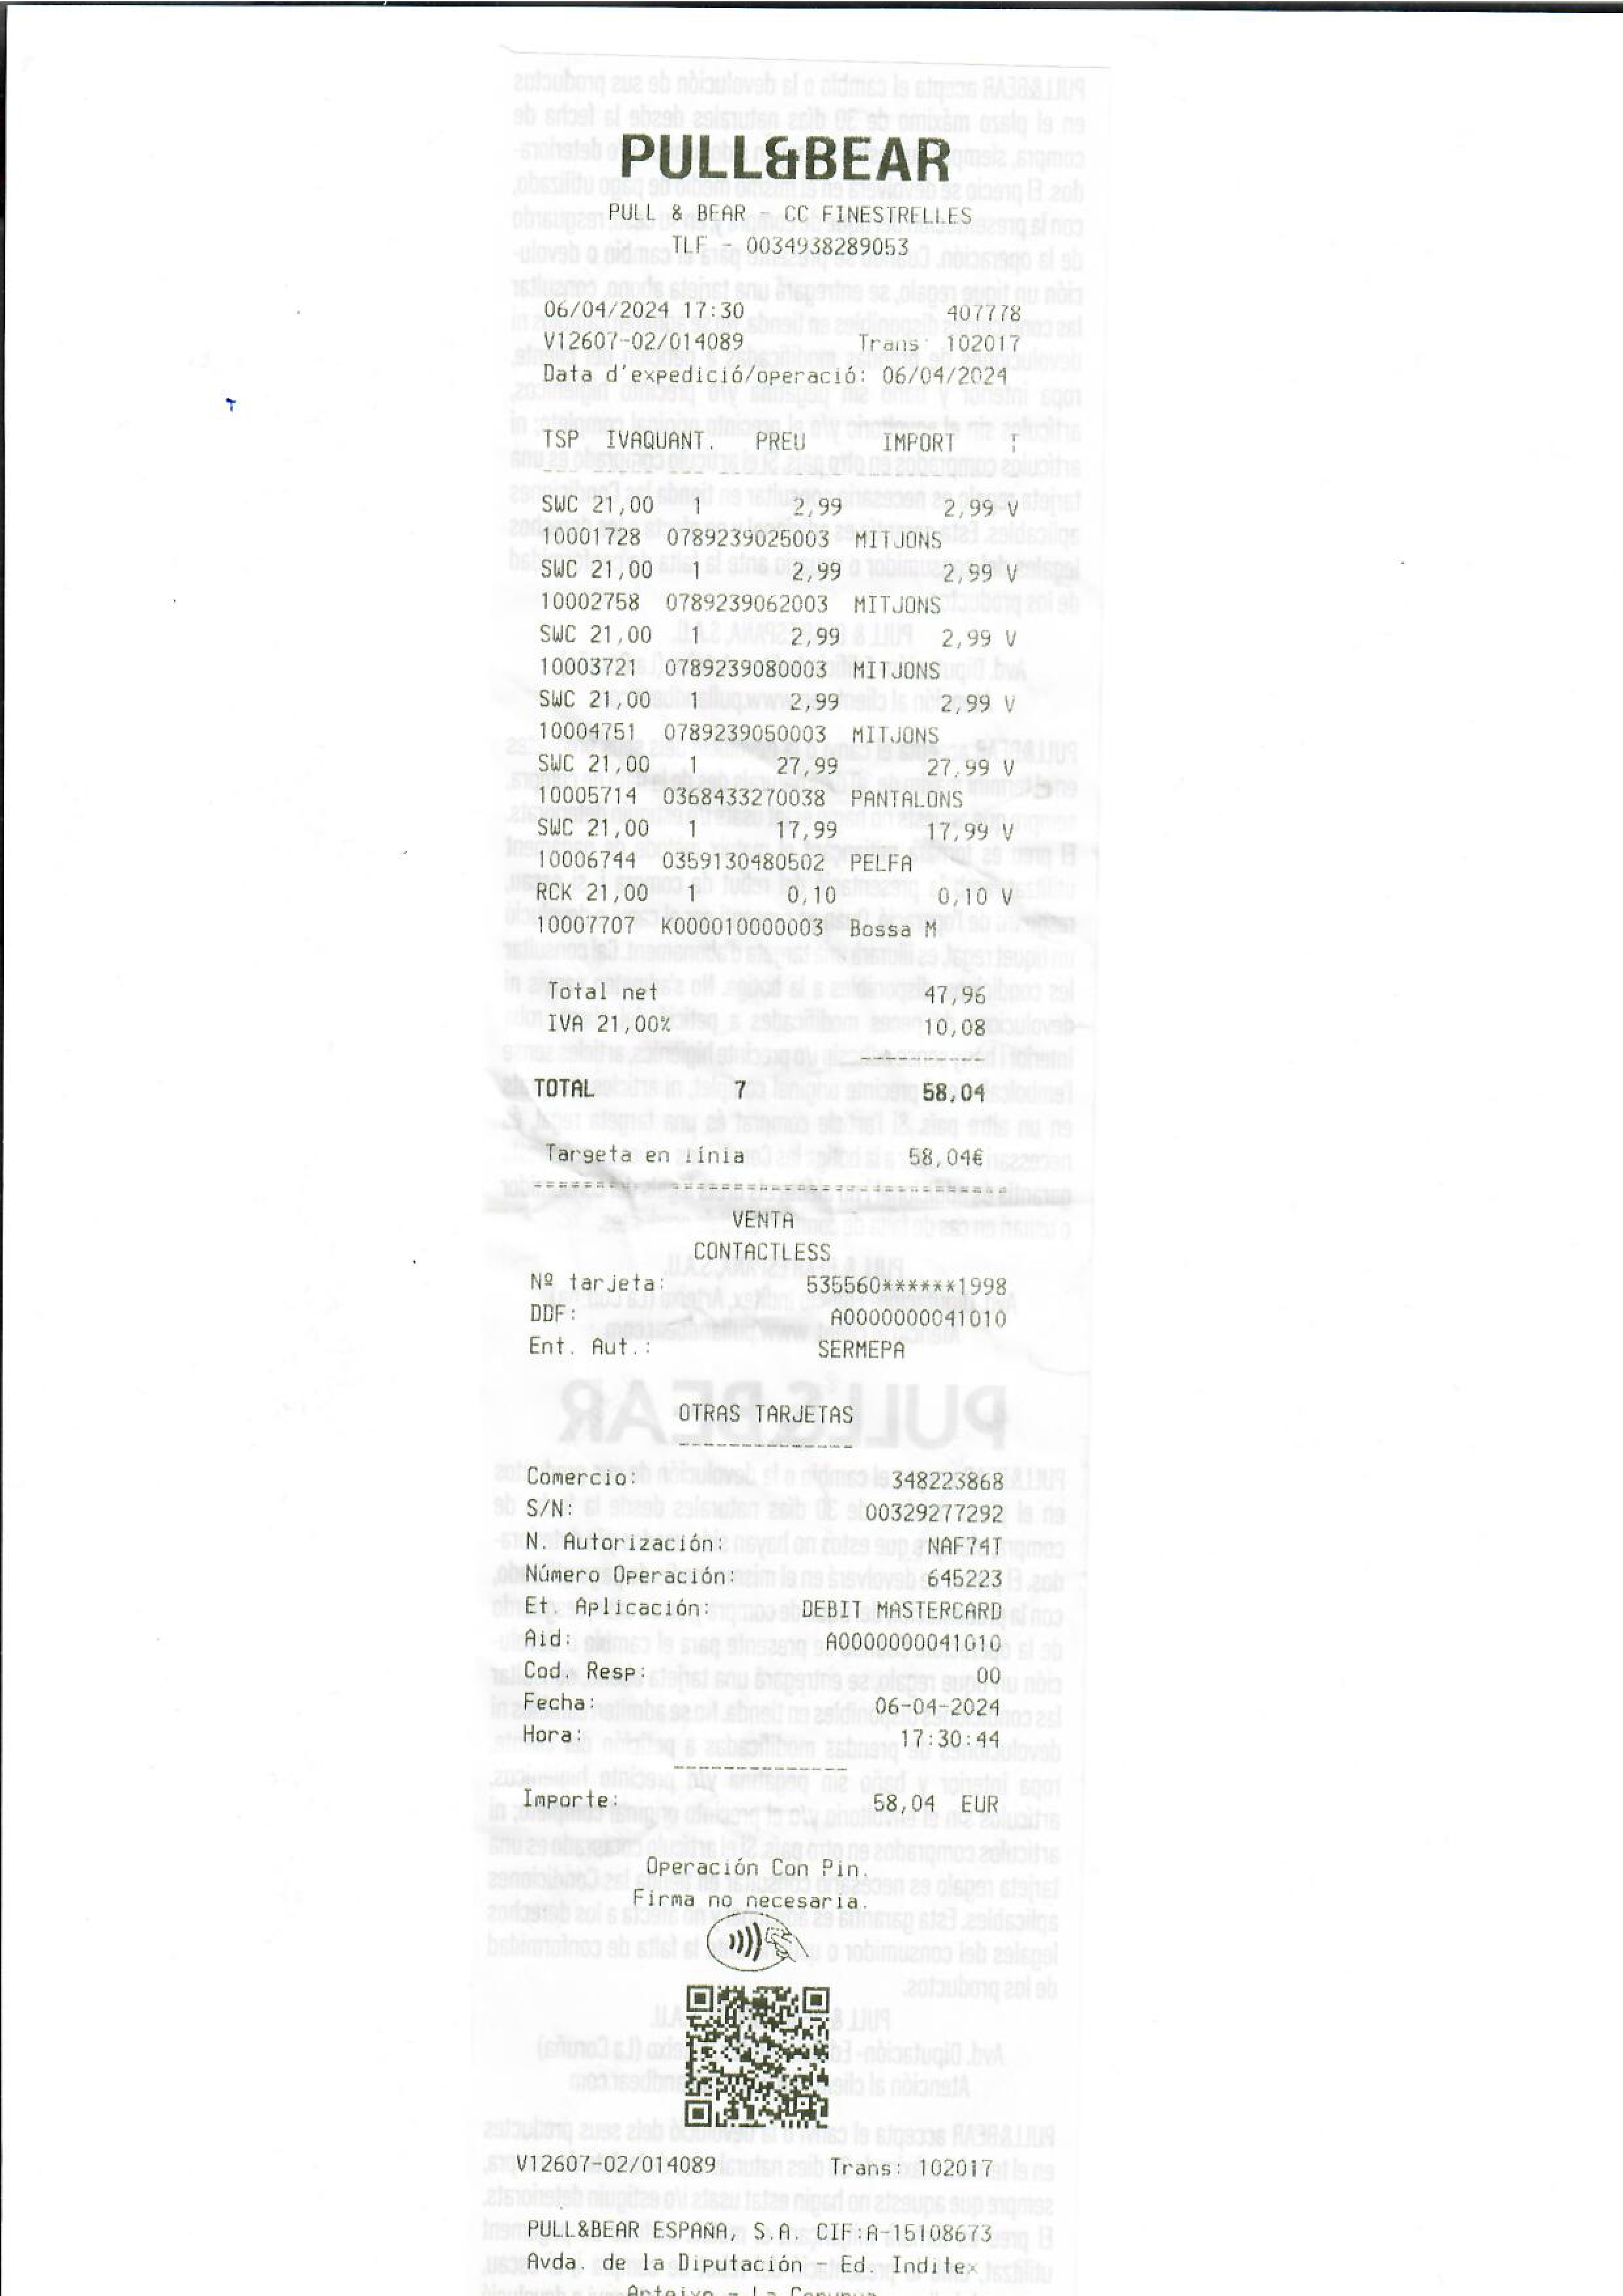 PULL&BEAR
PULL & BEAR - CC FINESTRELLES
TLF - 0034938289053
06/04/2024 17:30 407778
V12607-02/014089 Trans: 102017
Data d'expedició/operació: 06/04/2024
TSP IVAQUANT. PREU IMPORT T
SWC 21,00 1 2,99 2,99 V
10001728 0789239025003 MITJONS
SWC 21,00 1 2,99 2,99 V
10002758 0789239062003 MITJONS
SWC 21,00 1 2,99 2,99 V
10003721 0789239080003 MITJONS
SWC 21,00 1 2,99 2,99 V
10004751 0789239050003 MITJONS
SWC 21,00 1 27,99 27,99 V
10005714 0368433270038 PANTALONS
SWC 21,00 1 17,99 17,99 V
10006744 0359130480502 PELFA
RCK 21,00 1 0,10 0,10 V
10007707 K000010000003 Bossa M
Total net 47,96
IVA 21,00% 10,08
TOTAL 7 58,04
Targeta en línia 58,04€
VENTA
CONTACTLESS
Nº tarjeta: 535560******1998
DDF: A0000000041010
Ent. Aut.: SERMEPA
OTRAS TARJETAS
Comercio: 348223868
S/N: 00329277292
N. Autorización: NAF74T
Número Operación: 645223
Et. Aplicación: DEBIT MASTERCARD
Aid: A0000000041010
Cod. Resp: 00
Fecha: 06-04-2024
Hora: 17:30:44
Importe: 58,04 EUR
Operación Con Pin.
Firma no necesaria.
V12607-02/014089 Trans: 102017
PULL&BEAR ESPAÑA, S.A. CIF:A-15108673
Avda. de la Diputación - Ed. Inditex